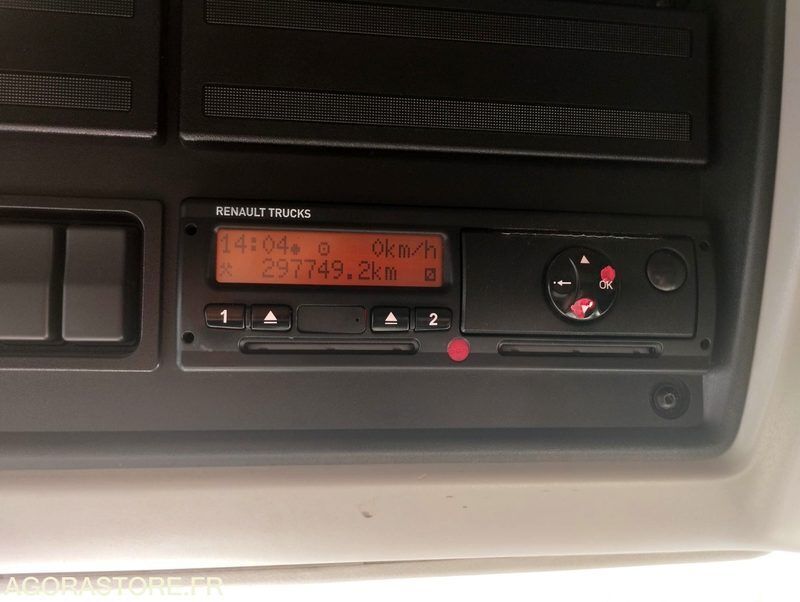 RENAULT TRUCKS
14:04 0km/h
297749.2km
1 2
OK
AGORASTORE.FR